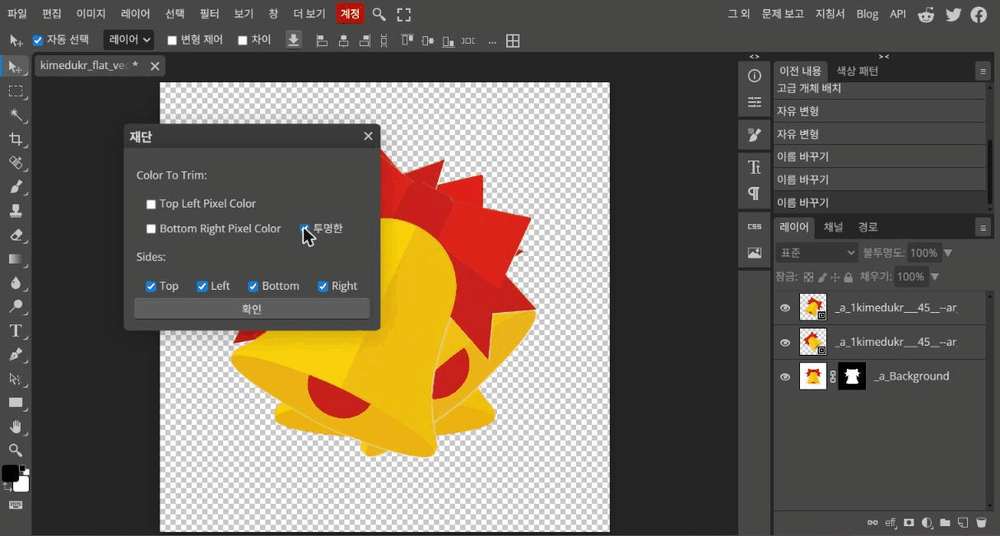 파일 편집 이미지 레이어 선택 필터 보기 창 더 보기 계정 그 외 문제 보고 지침서 Blog API
자동 선택 레이어 변형 제어 차이 ...
kimedukr_flat_vec *
재단
Color To Trim:
Top Left Pixel Color
Bottom Right Pixel Color 투명한
Sides:
Top Left Bottom Right
확인
이전 내용 색상 패턴
고급 개체 배치
자유 변형
자유 변형
이름 바꾸기
이름 바꾸기
이름 바꾸기
CSS
레이어 채널 경로
표준 불투명도: 100%
잠금: 채우기: 100%
_a_1kimedukr___45__--ar
_a_1kimedukr___45__--ar
_a_Background
eff